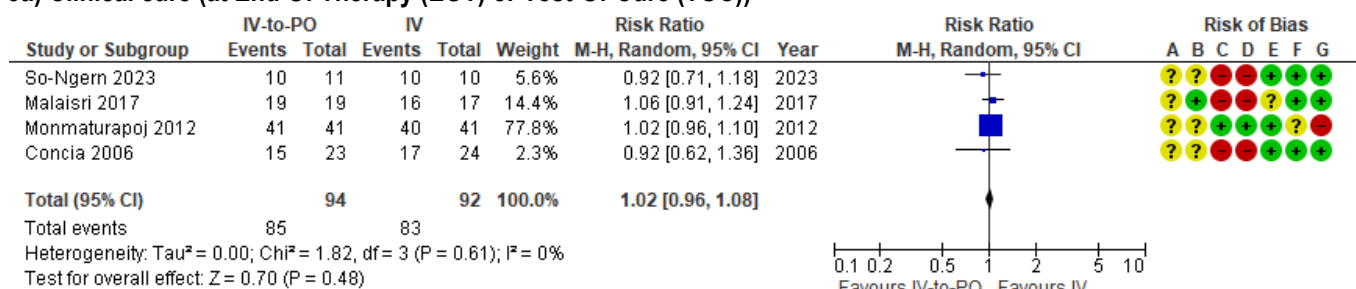 IV-to-PO IV Risk Ratio Risk Ratio Risk of Bias
Study or Subgroup Events Total Events Total Weight M-H, Random, 95% CI Year M-H, Random, 95% CI A B C D E F G
So-Ngern 2023 10 11 10 10 5.6% 0.92 [0.71, 1.18] 2023 ? ? − − + + +
Malaisri 2017 19 19 16 17 14.4% 1.06 [0.91, 1.24] 2017 ? + − − ? + +
Monmaturapoj 2012 41 41 40 41 77.8% 1.02 [0.96, 1.10] 2012 ? ? + + + ? −
Concia 2006 15 23 17 24 2.3% 0.92 [0.62, 1.36] 2006 ? ? − − + + +
Total (95% CI) 94 92 100.0% 1.02 [0.96, 1.08]
Total events 85 83
Heterogeneity: Tau² = 0.00; Chi² = 1.82, df = 3 (P = 0.61); I² = 0%
Test for overall effect: Z = 0.70 (P = 0.48)
0.1 0.2 0.5 1 2 5 10
Favours IV-to-PO Favours IV